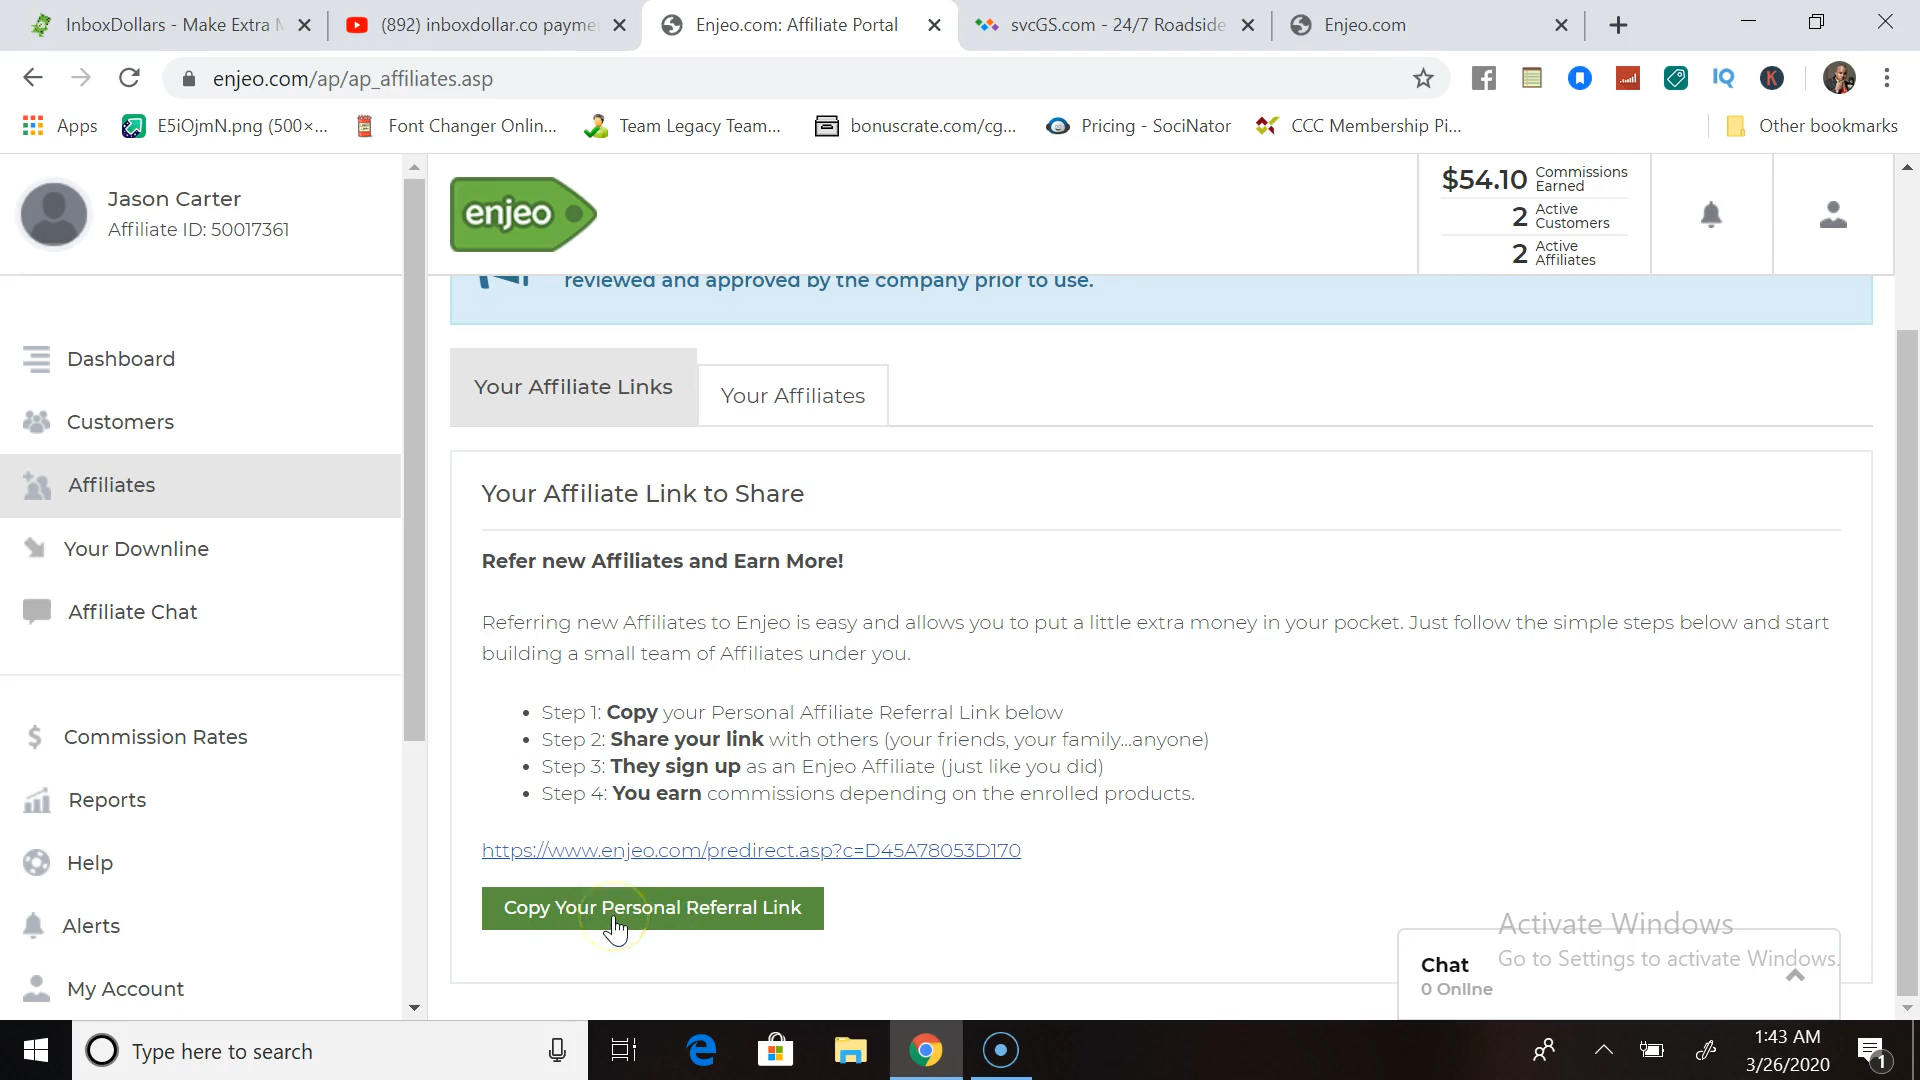 InboxDollars - Make Extra M
(892) inboxdollar.co payme
Enjeo.com: Affiliate Portal
svcGS.com - 24/7 Roadside
Enjeo.com
enjeo.com/ap/ap_affiliates.asp
IQ
K
Apps
E5iOjmN.png (500×...
Font Changer Onlin...
Team Legacy Team...
bonuscrate.com/cg...
Pricing - SociNator
CCC Membership Pi...
Other bookmarks
Jason Carter
Affiliate ID: 50017361
enjeo
$54.10 Commissions Earned
2 Active Customers
2 Active Affiliates
reviewed and approved by the company prior to use.
Dashboard
Customers
Affiliates
Your Downline
Affiliate Chat
Commission Rates
Reports
Help
Alerts
My Account
Your Affiliate Links
Your Affiliates
Your Affiliate Link to Share
Refer new Affiliates and Earn More!
Referring new Affiliates to Enjeo is easy and allows you to put a little extra money in your pocket. Just follow the simple steps below and start
building a small team of Affiliates under you.
• Step 1: Copy your Personal Affiliate Referral Link below
• Step 2: Share your link with others (your friends, your family...anyone)
• Step 3: They sign up as an Enjeo Affiliate (just like you did)
• Step 4: You earn commissions depending on the enrolled products.
https://www.enjeo.com/predirect.asp?c=D45A78053D170
Copy Your Personal Referral Link
Activate Windows
Go to Settings to activate Windows.
Chat
0 Online
Type here to search
1:43 AM
3/26/2020
1